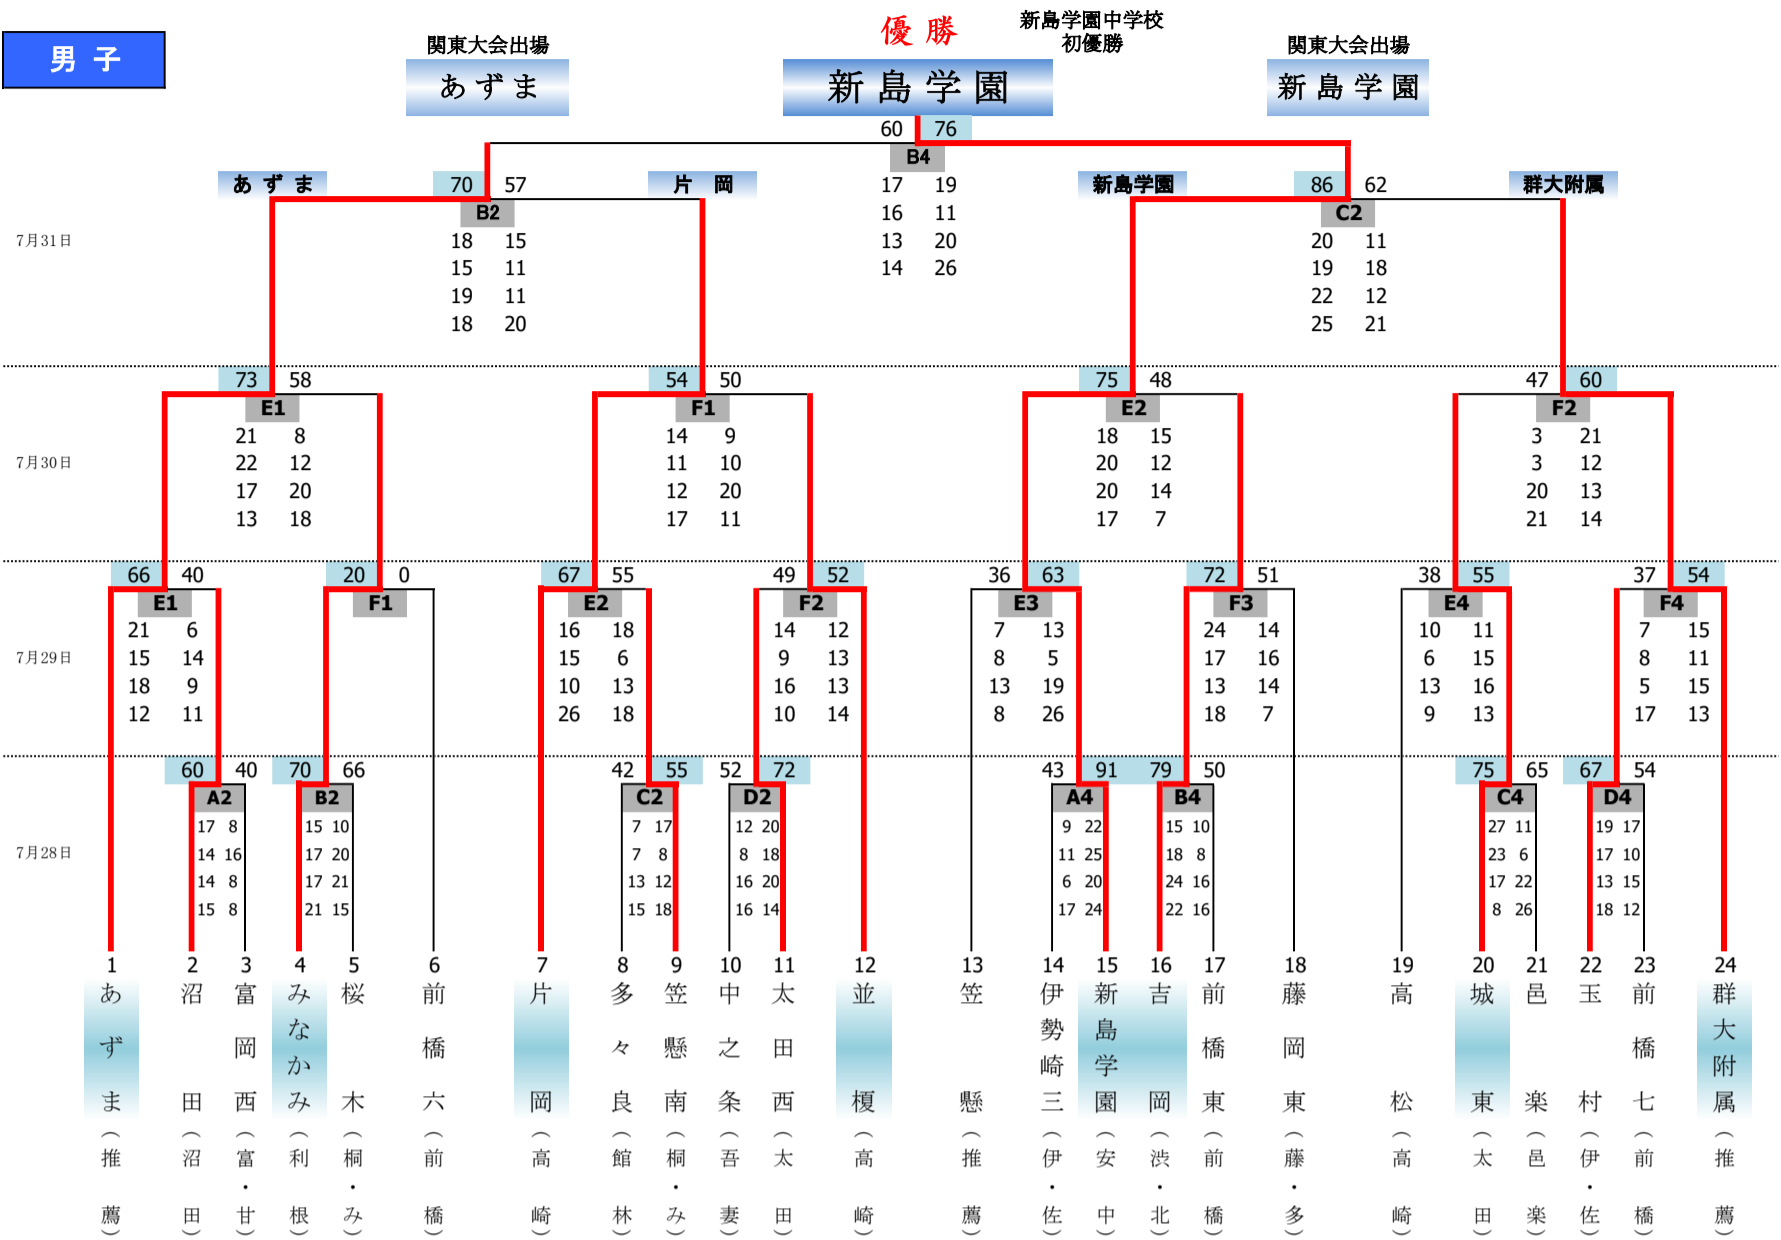 男 子
優 勝
新島学園中学校
初優勝
関東大会出場
関東大会出場
あ ず ま
新 島 学 園
新 島 学 園
60 76
B4
17 19
16 11
13 20
14 26
7月31日
あ ず ま
70 57
片 岡
新島学園
86 62
群大附属
B2
18 15
15 11
19 11
18 20
C2
20 11
19 18
22 12
25 21
7月30日
73 58
E1
21 8
22 12
17 20
13 18
54 50
F1
14 9
11 10
12 20
17 11
75 48
E2
18 15
20 12
20 14
17 7
47 60
F2
3 21
3 12
20 13
21 14
7月29日
66 40
E1
21 6
15 14
18 9
12 11
20 0
F1
67 55
E2
16 18
15 6
10 13
26 18
49 52
F2
14 12
9 13
16 13
10 14
36 63
E3
7 13
8 5
13 19
8 26
72 51
F3
24 14
17 16
13 14
18 7
38 55
E4
10 11
6 15
13 16
9 13
37 54
F4
7 15
8 11
5 15
17 13
7月28日
60 40
A2
17 8
14 16
14 8
15 8
70 66
B2
15 10
17 20
17 21
21 15
42 55
C2
7 17
7 8
13 12
15 18
52 72
D2
12 20
8 18
16 20
16 14
43 91
A4
9 22
11 25
6 20
17 24
79 50
B4
15 10
18 8
24 16
22 16
75 65
C4
27 11
23 6
17 22
8 26
67 54
D4
19 17
17 10
13 15
18 12
1 あずま(推薦)
2 沼田(沼田)
3 富岡西(富・甘)
4 みなかみ(利根)
5 桜木(桐・み)
6 前橋六(前橋)
7 片岡(高崎)
8 多々良(館林)
9 笠懸南(桐・み)
10 中之条(吾妻)
11 太田西(太田)
12 並榎(高崎)
13 笠懸(推薦)
14 伊勢崎三(伊・佐)
15 新島学園(安中)
16 吉岡(渋・北)
17 前橋東(前橋)
18 藤岡東(藤・多)
19 高松(高崎)
20 城東(太田)
21 邑楽(邑楽)
22 玉村(伊・佐)
23 前橋七(前橋)
24 群大附属(推薦)